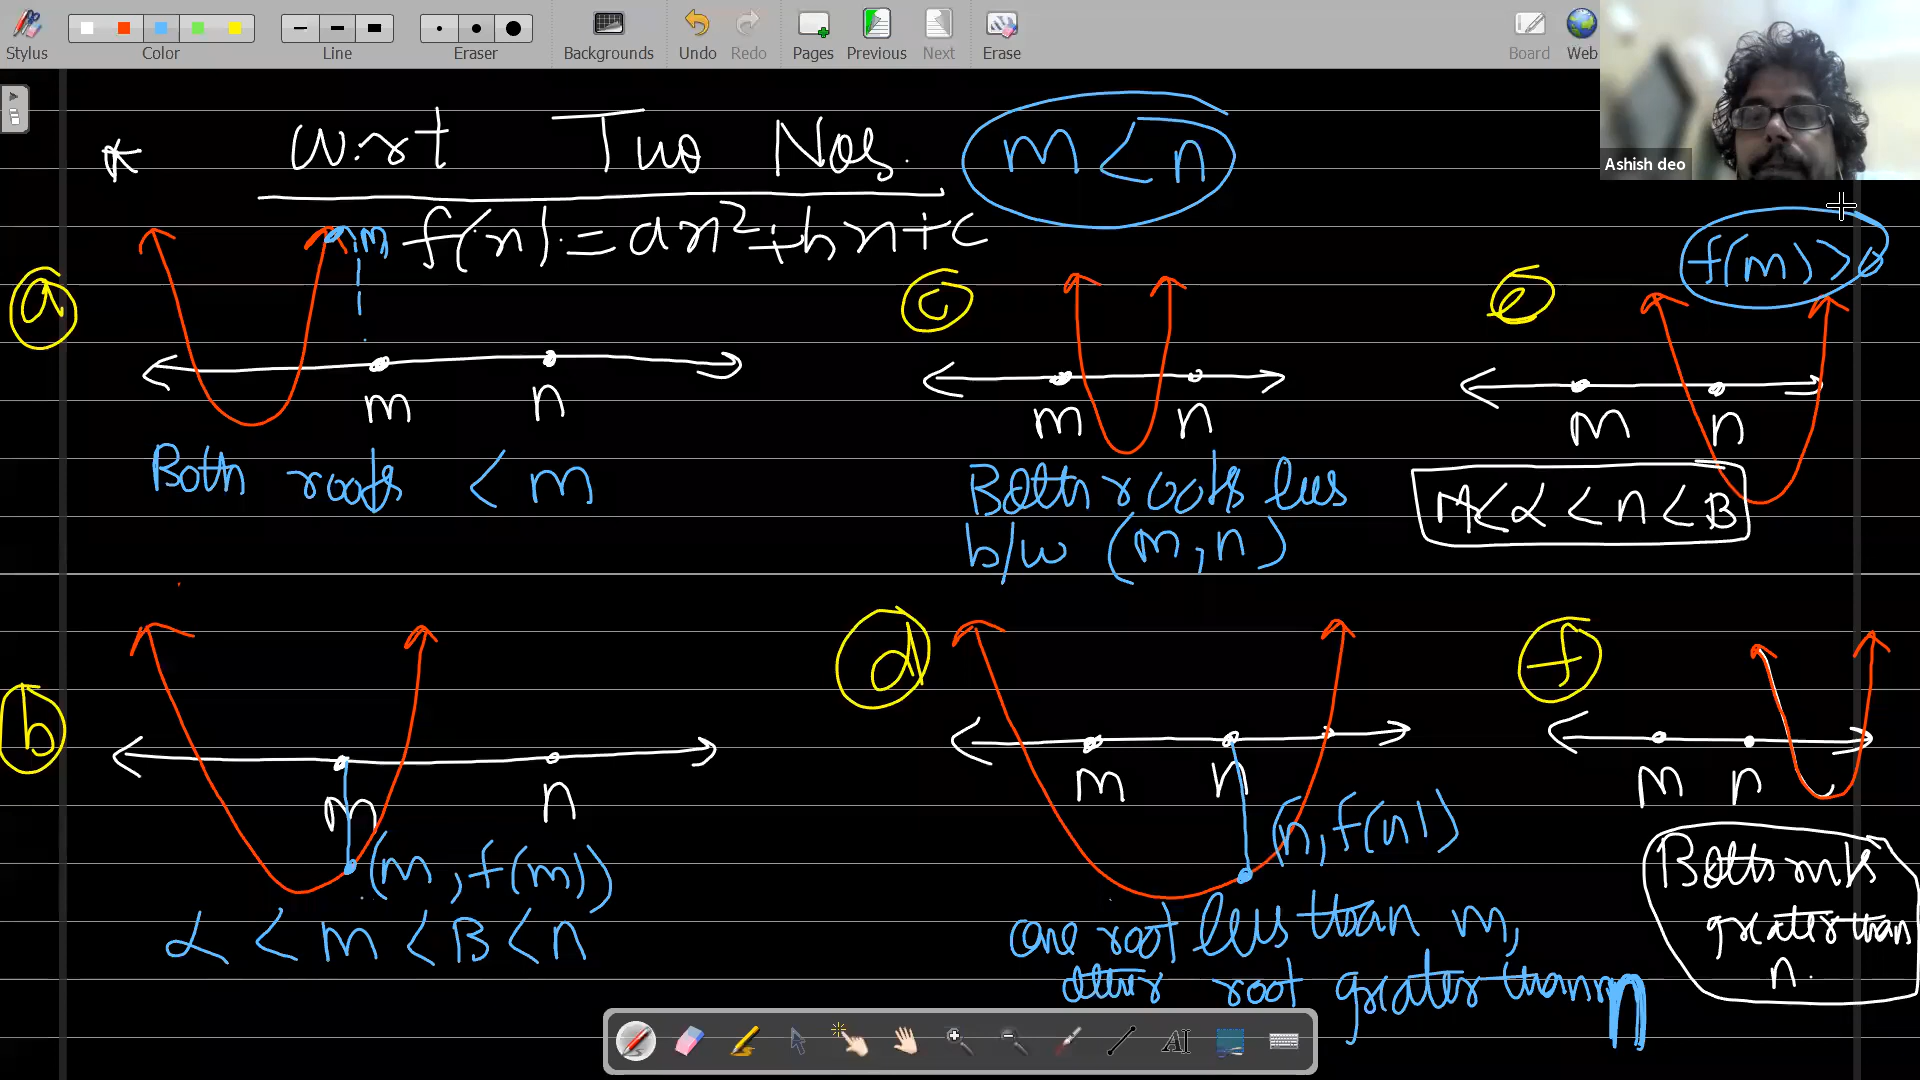 Stylus
Color
Line
Eraser
Backgrounds
Undo
Redo
Pages
Previous
Next
Erase
Board
Web
Ashish deo
* w.r.t Two Nos. m < n
f(x) = ax²+bx+c
a
m
m n
Both roots < m
c
m n
Both roots lies
b/w (m,n)
e
f(m)>0
m n
m<α<n<β
b
m n
(m,f(m))
α < m < β < n
d
m n
(n,f(n))
one root less than m,
other root greater than n
f
m n
Both roots
greater than
n.